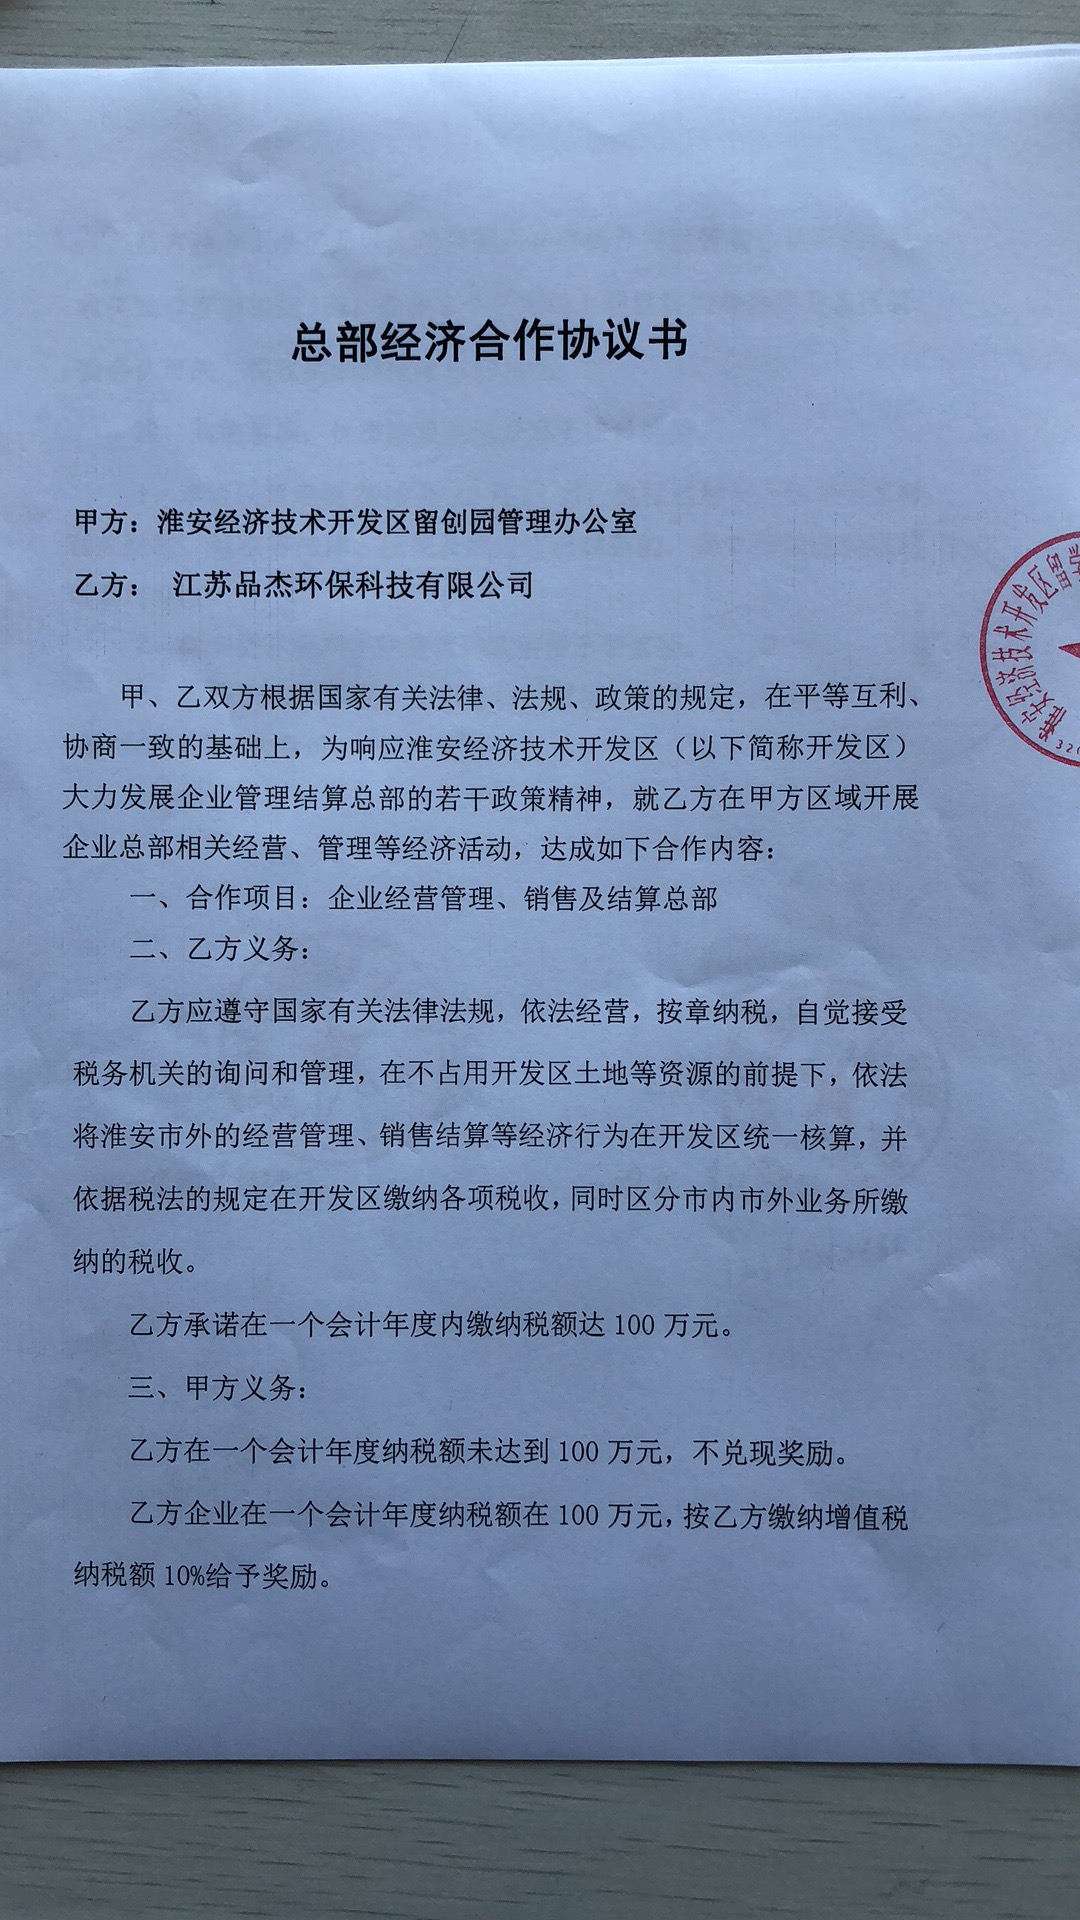 总部经济合作协议书
甲方：淮安经济技术开发区留创园管理办公室
乙方： 江苏品杰环保科技有限公司
淮安经济技术开发区留学
320
甲、乙双方根据国家有关法律、法规、政策的规定，在平等互利、
协商一致的基础上，为响应淮安经济技术开发区（以下简称开发区）
大力发展企业管理结算总部的若干政策精神，就乙方在甲方区域开展
企业总部相关经营、管理等经济活动，达成如下合作内容：
一、合作项目：企业经营管理、销售及结算总部
二、乙方义务：
乙方应遵守国家有关法律法规，依法经营，按章纳税，自觉接受
税务机关的询问和管理，在不占用开发区土地等资源的前提下，依法
将淮安市外的经营管理、销售结算等经济行为在开发区统一核算，并
依据税法的规定在开发区缴纳各项税收，同时区分市内市外业务所缴
纳的税收。
乙方承诺在一个会计年度内缴纳税额达 100 万元。
三、甲方义务：
乙方在一个会计年度纳税额未达到 100 万元，不兑现奖励。
乙方企业在一个会计年度纳税额在 100 万元，按乙方缴纳增值税
纳税额 10%给予奖励。